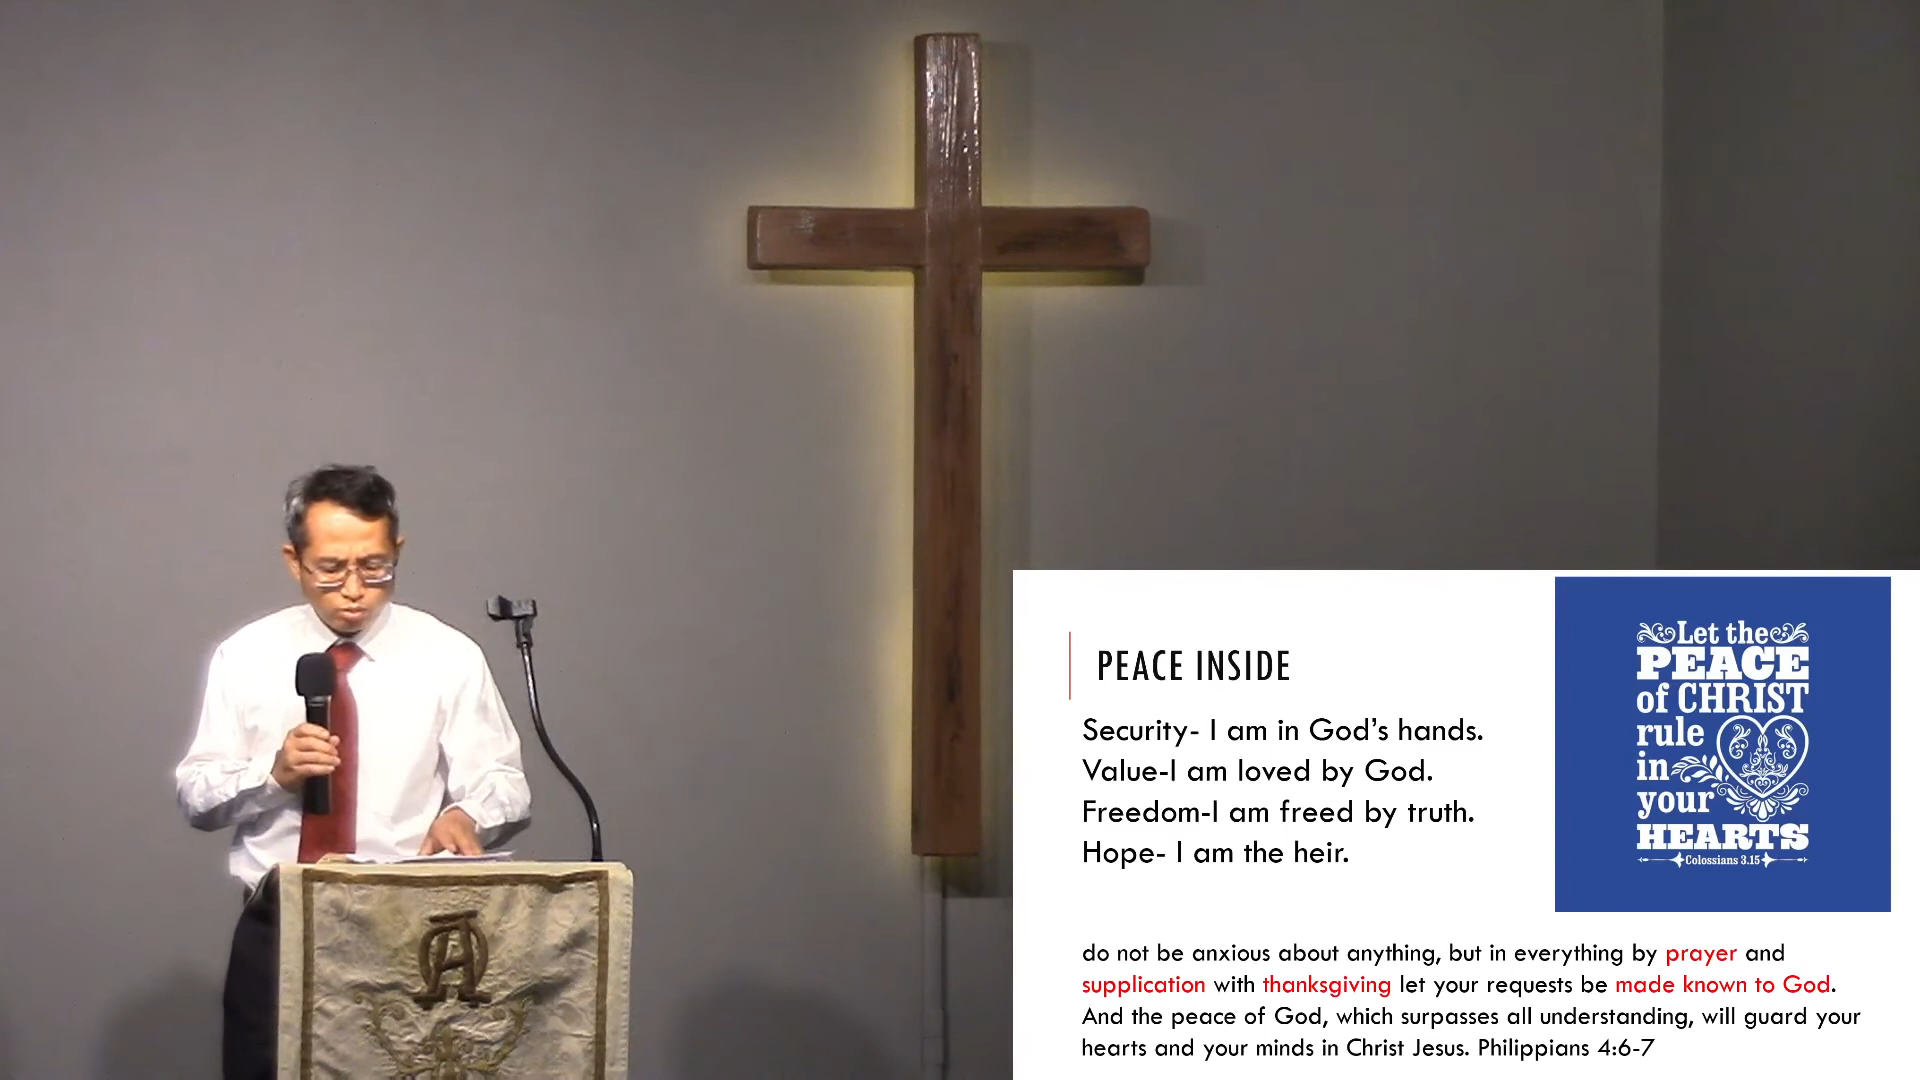 PEACE INSIDE
Security- I am in God's hands.
Value-I am loved by God.
Freedom-I am freed by truth.
Hope- I am the heir.
Let the
PEACE
of CHRIST
rule
in
your
HEARTS
Colossians 3.15
do not be anxious about anything, but in everything by prayer and
supplication with thanksgiving let your requests be made known to God.
And the peace of God, which surpasses all understanding, will guard your
hearts and your minds in Christ Jesus. Philippians 4:6-7
ΑΩ